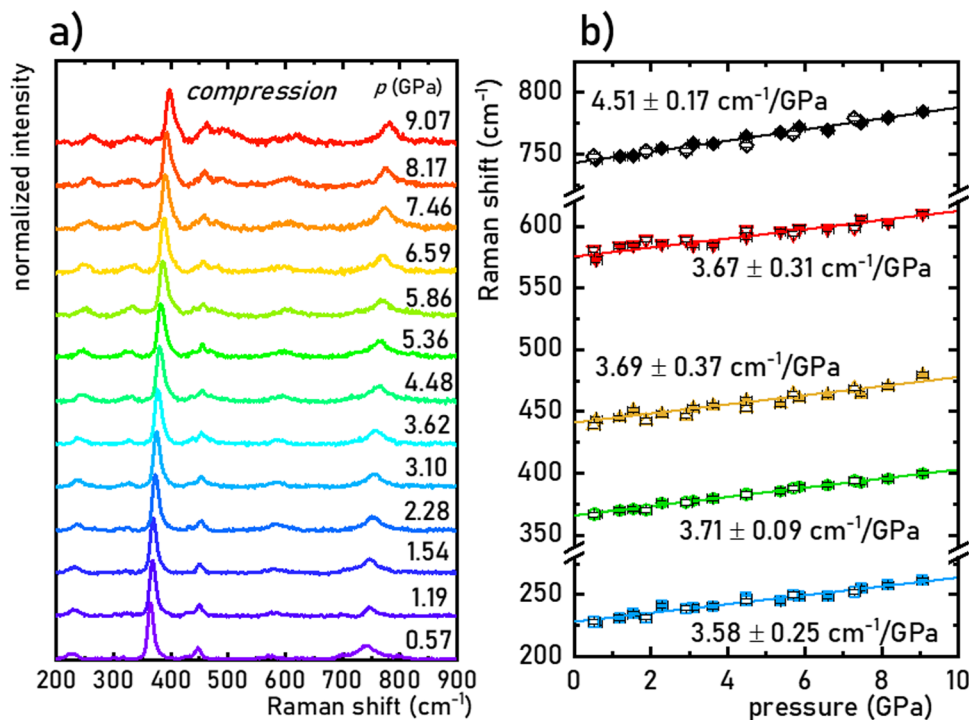 a)
normalized intensity
compression
p (GPa)
9.07
8.17
7.46
6.59
5.86
5.36
4.48
3.62
3.10
2.28
1.54
1.19
0.57
200 300 400 500 600 700 800 900
Raman shift (cm⁻¹)
b)
Raman shift (cm⁻¹)
800
750
600
550
500
450
400
350
250
200
4.51 ± 0.17 cm⁻¹/GPa
3.67 ± 0.31 cm⁻¹/GPa
3.69 ± 0.37 cm⁻¹/GPa
3.71 ± 0.09 cm⁻¹/GPa
3.58 ± 0.25 cm⁻¹/GPa
0 2 4 6 8 10
pressure (GPa)